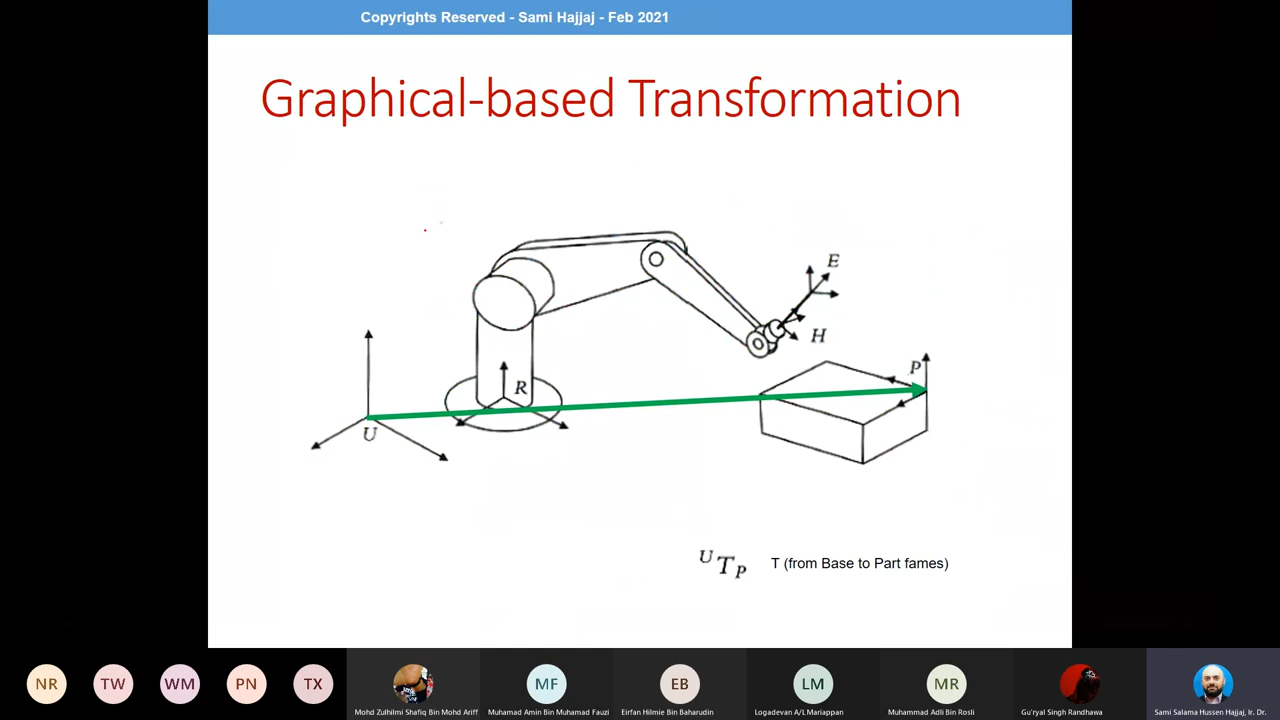 Copyrights Reserved - Sami Hajjaj - Feb 2021
Graphical-based Transformation
E
H
P
R
U
U T P T (from Base to Part fames)
NR TW WM PN TX MF EB LM MR
Mohd Zulhilmi Shafiq Bin Mohd Ariff Muhamad Amin Bin Muhamad Fauzi Eirfan Hilmie Bin Baharudin Logadevan A/L Mariappan Muhammad Adli Bin Rosli Gu'ryal Singh Randhawa Sami Salama Hussen Hajjaj, Ir. Dr.